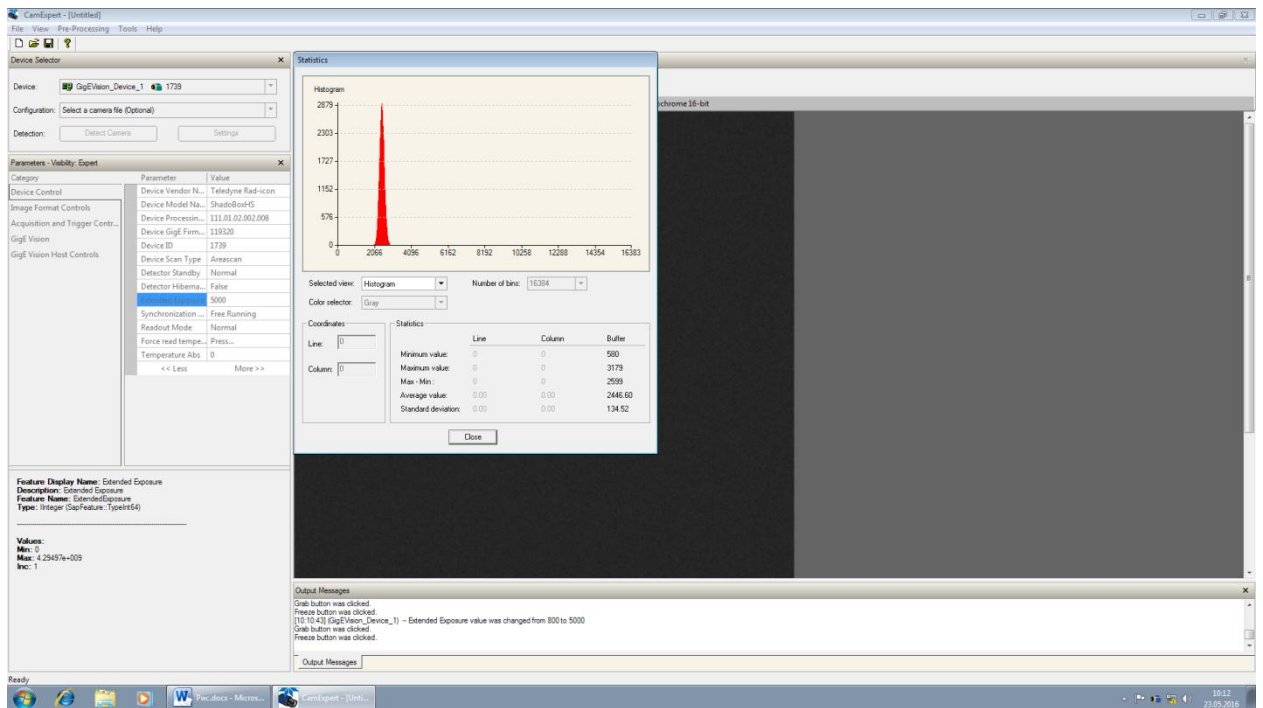 CamExpert - [Untitled]
File View Pre-Processing Tools Help
Device Selector
Device: GigEVision_Device_1 1739
Configuration: Select a camera file (Optional)
Detection: Detect Camera Settings
Parameters - Visibility: Expert
Category Parameter Value
Device Control
Image Format Controls
Acquisition and Trigger Contr...
GigE Vision
GigE Vision Host Controls
Device Vendor N... Teledyne Rad-icon
Device Model Na... ShadoBoxHS
Device Processin... 111.01.02.002.008
Device GigE Firm... 119320
Device ID 1739
Device Scan Type Areascan
Detector Standby Normal
Detector Hiberna... False
Extended Exposure 5000
Synchronization ... Free Running
Readout Mode Normal
Force read tempe... Press...
Temperature Abs 0
<< Less More >>
Feature Display Name: Extended Exposure
Description: Extended Exposure
Feature Name: ExtendedExposure
Type: IInteger (SapFeature::TypeInt64)
Values:
Min: 0
Max: 4.29497e+009
Inc: 1
Statistics
Histogram
2879
2303
1727
1152
576
0
0 2066 4096 6162 8192 10258 12288 14354 16383
Selected view: Histogram Number of bins: 16384
Color selector: Gray
Coordinates
Line: 0
Column: 0
Statistics
Line Column Buffer
Minimum value: 0 0 580
Maximum value: 0 0 3179
Max - Min : 0 0 2599
Average value: 0.00 0.00 2446.60
Standard deviation: 0.00 0.00 134.52
Close
ochrome 16-bit
Output Messages
Grab button was clicked.
Freeze button was clicked.
[10:10:43] (GigEVision_Device_1) -- Extended Exposure value was changed from 800 to 5000
Grab button was clicked.
Freeze button was clicked.
Output Messages
Ready
Рис.docx - Micros...
CamExpert - [Unti...
10:12
23.05.2016